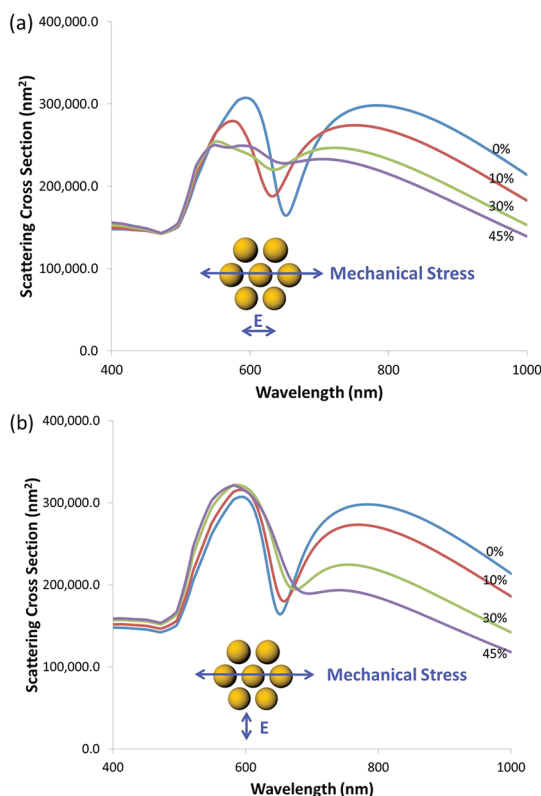 (a)
Scattering Cross Section (nm²)
400,000.0
300,000.0
200,000.0
100,000.0
0.0
0%
10%
30%
45%
Mechanical Stress
E
400
600
800
1000
Wavelength (nm)
(b)
Scattering Cross Section (nm²)
400,000.0
300,000.0
200,000.0
100,000.0
0.0
0%
10%
30%
45%
Mechanical Stress
E
400
600
800
1000
Wavelength (nm)